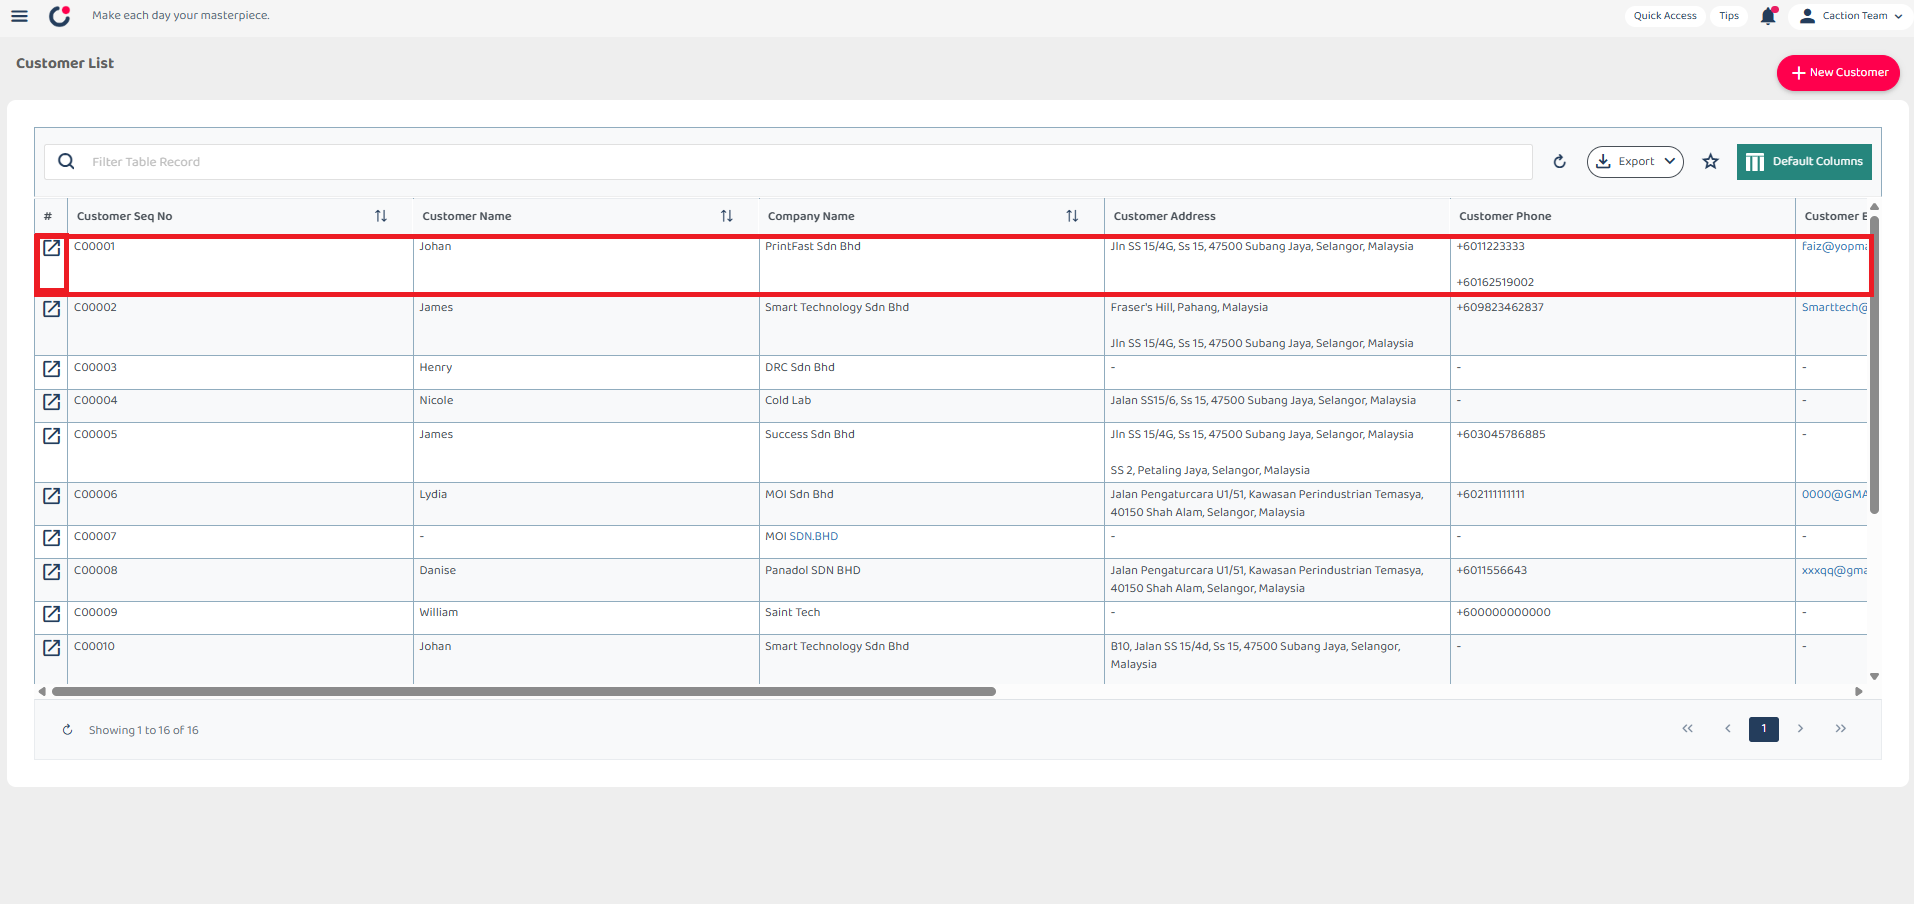 Make each day your masterpiece.
Quick Access
Tips
Caction Team
Customer List
New Customer
Filter Table Record
Export
Default Columns
# Customer Seq No Customer Name Company Name Customer Address Customer Phone Customer E
C00001 Johan PrintFast Sdn Bhd Jln SS 15/4G, Ss 15, 47500 Subang Jaya, Selangor, Malaysia +6011223333 faiz@yopma
+60162519002
C00002 James Smart Technology Sdn Bhd Fraser's Hill, Pahang, Malaysia +609823462837 Smarttech@
Jln SS 15/4G, Ss 15, 47500 Subang Jaya, Selangor, Malaysia
C00003 Henry DRC Sdn Bhd - - -
C00004 Nicole Cold Lab Jalan SS15/6, Ss 15, 47500 Subang Jaya, Selangor, Malaysia - -
C00005 James Success Sdn Bhd Jln SS 15/4G, Ss 15, 47500 Subang Jaya, Selangor, Malaysia +603045786885 -
SS 2, Petaling Jaya, Selangor, Malaysia
C00006 Lydia MOI Sdn Bhd Jalan Pengaturcara U1/51, Kawasan Perindustrian Temasya, +602111111111 0000@GMA
40150 Shah Alam, Selangor, Malaysia
C00007 - MOI SDN.BHD - - -
C00008 Danise Panadol SDN BHD Jalan Pengaturcara U1/51, Kawasan Perindustrian Temasya, +6011556643 xxxqq@gma
40150 Shah Alam, Selangor, Malaysia
C00009 William Saint Tech - +600000000000 -
C00010 Johan Smart Technology Sdn Bhd B10, Jalan SS 15/4d, Ss 15, 47500 Subang Jaya, Selangor, - -
Malaysia
Showing 1 to 16 of 16
1